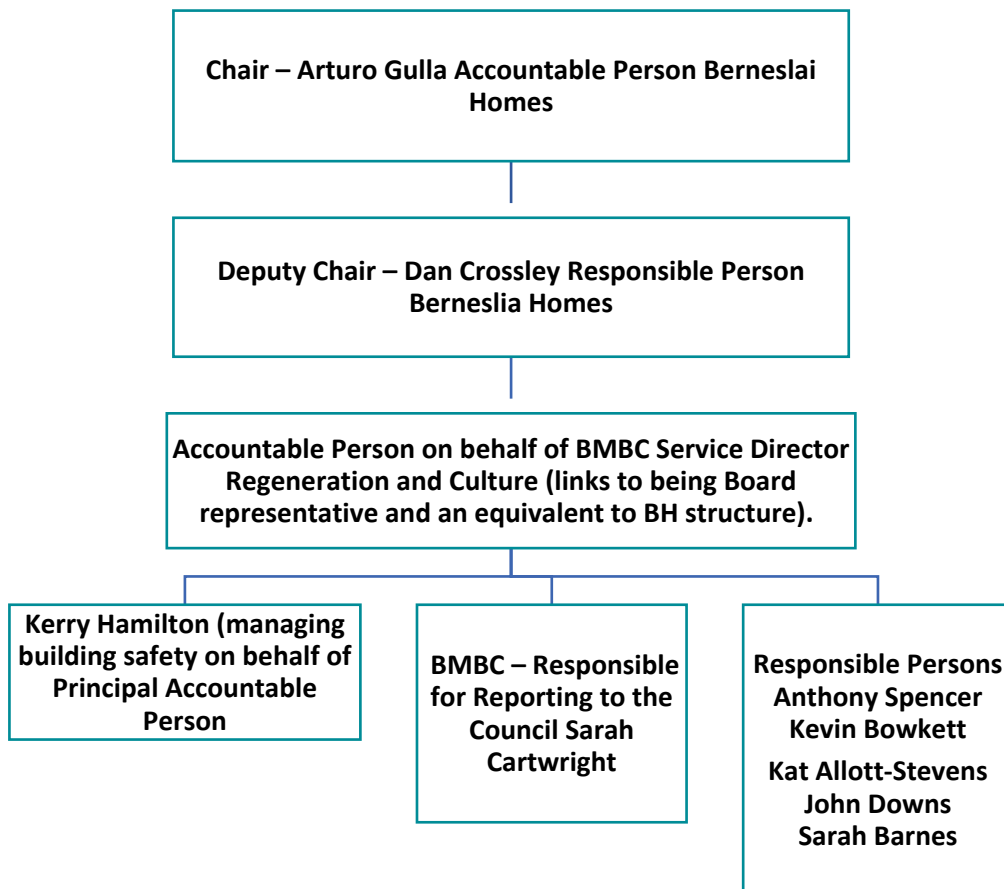 Chair – Arturo Gulla Accountable Person Berneslai
Homes
Deputy Chair – Dan Crossley Responsible Person
Berneslia Homes
Accountable Person on behalf of BMBC Service Director
Regeneration and Culture (links to being Board
representative and an equivalent to BH structure).
Kerry Hamilton (managing
building safety on behalf of
Principal Accountable
Person
BMBC – Responsible
for Reporting to the
Council Sarah
Cartwright
Responsible Persons
Anthony Spencer
Kevin Bowkett
Kat Allott-Stevens
John Downs
Sarah Barnes